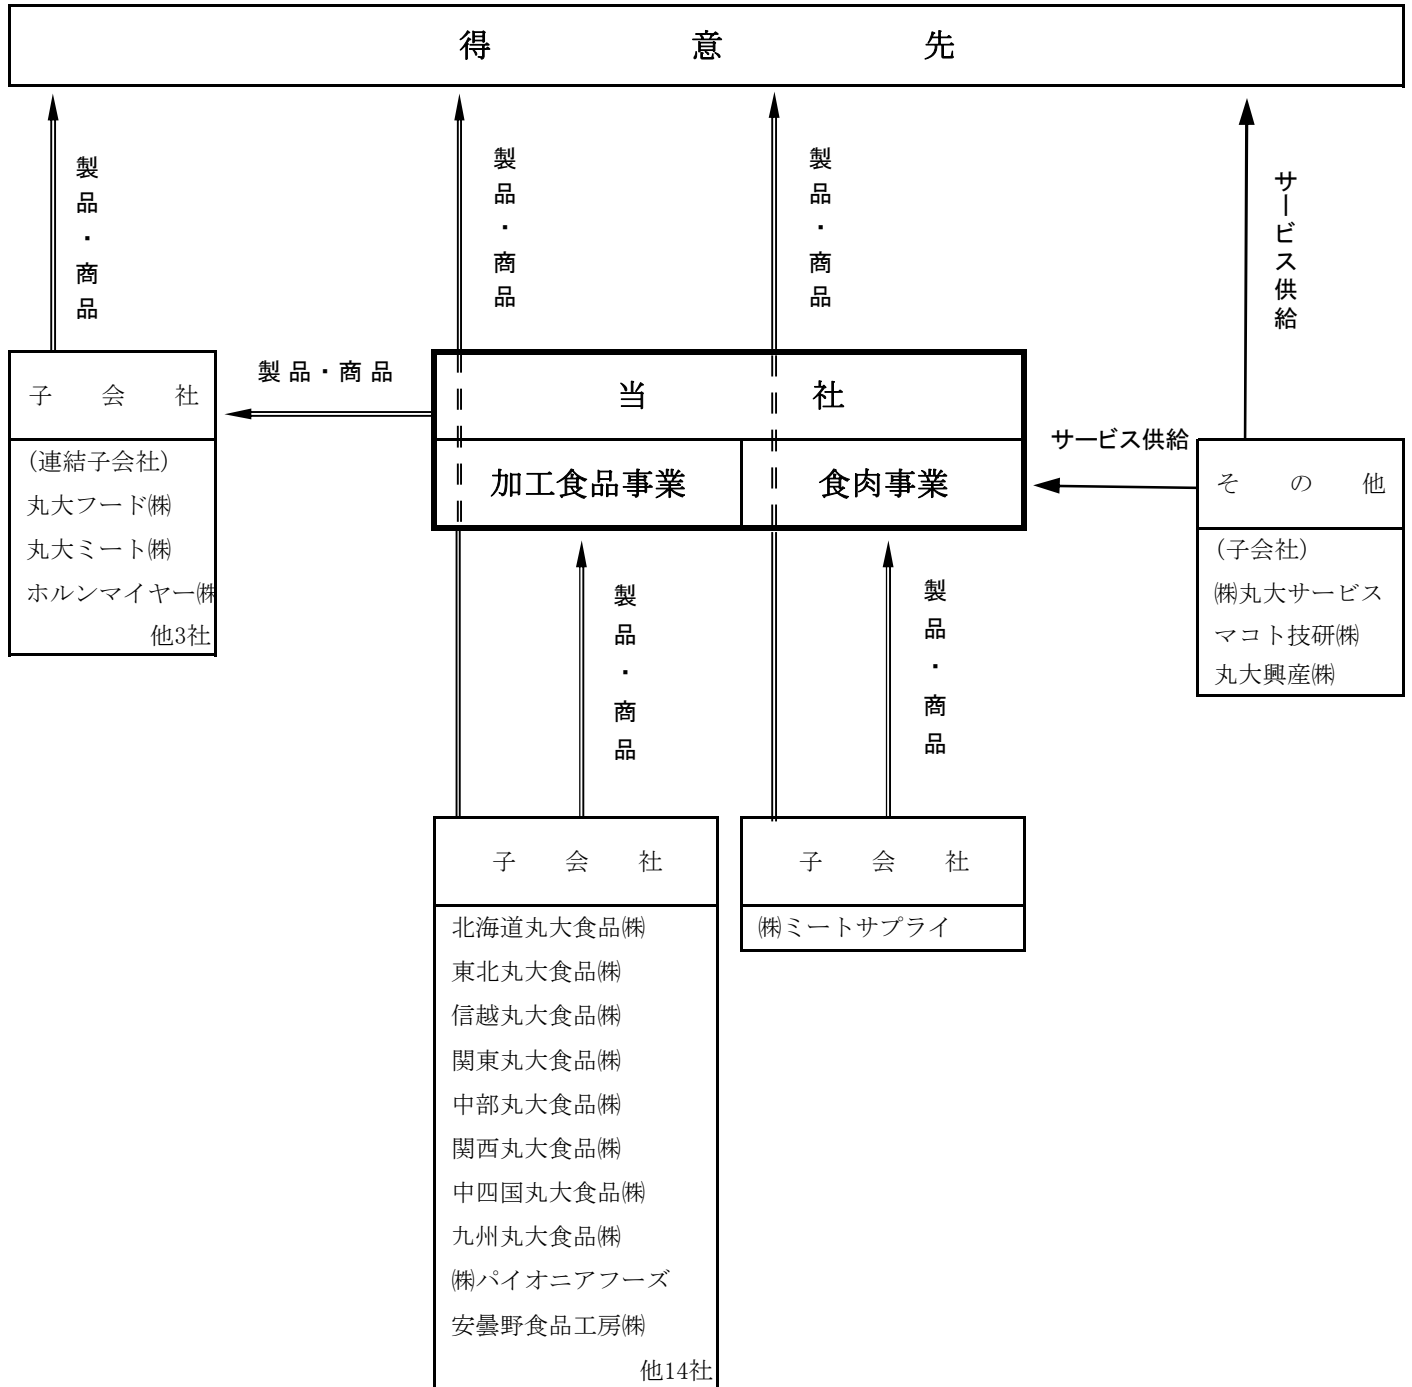 得意先
製品・商品
製品・商品
製品・商品
サービス供給
子会社
(連結子会社)
丸大フード㈱
丸大ミート㈱
ホルンマイヤー㈱
他3社
製品・商品
当社
加工食品事業
食肉事業
サービス供給
その他
(子会社)
㈱丸大サービス
マコト技研㈱
丸大興産㈱
製品・商品
製品・商品
子会社
北海道丸大食品㈱
東北丸大食品㈱
信越丸大食品㈱
関東丸大食品㈱
中部丸大食品㈱
関西丸大食品㈱
中四国丸大食品㈱
九州丸大食品㈱
㈱パイオニアフーズ
安曇野食品工房㈱
他14社
子会社
㈱ミートサプライ